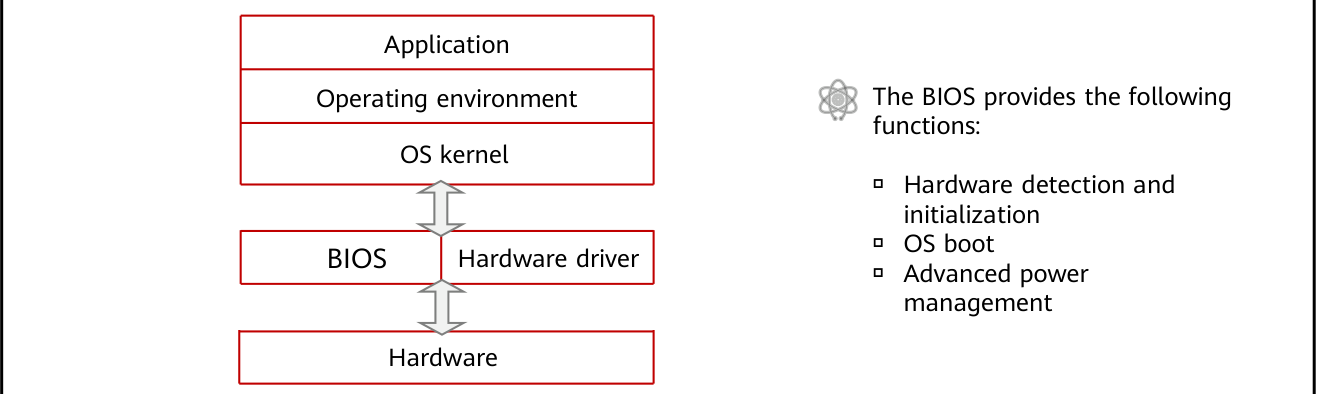 Application
Operating environment
OS kernel
BIOS
Hardware driver
Hardware
The BIOS provides the following
functions:
Hardware detection and
initialization
OS boot
Advanced power
management